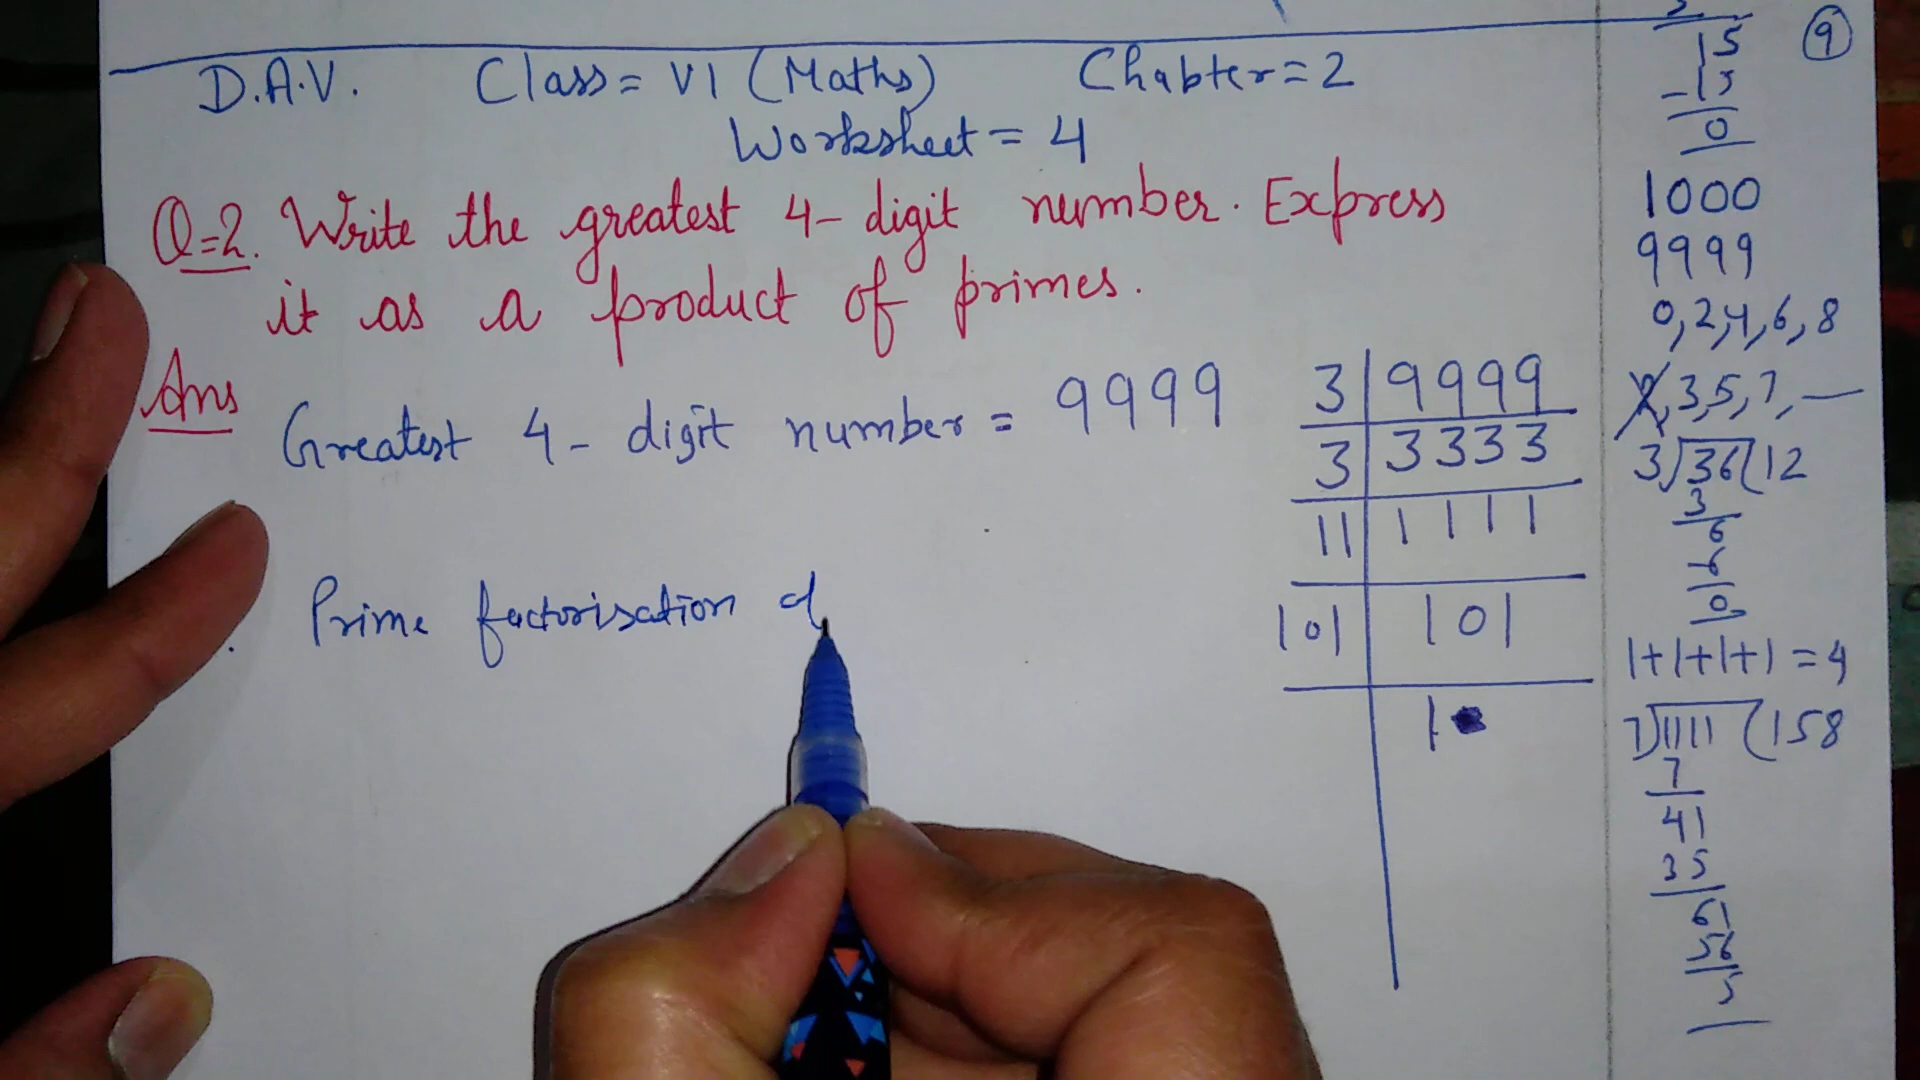 D.A.V. Class = VI (Maths) Chabter = 2
Worksheet = 4
Q=2. Write the greatest 4-digit number. Express
it as a product of primes.
Ans
Greatest 4-digit number = 9999
Prime factorisation of
3 | 9999
3 | 3333
11 | 1111
101 | 101
1
9
15
-15
0
1000
9999
0,2,4,6,8
2,3,5,7,—
3)36(12
3
6
6
0
1+1+1+1=4
7)1111(158
7
41
35
61
56
5